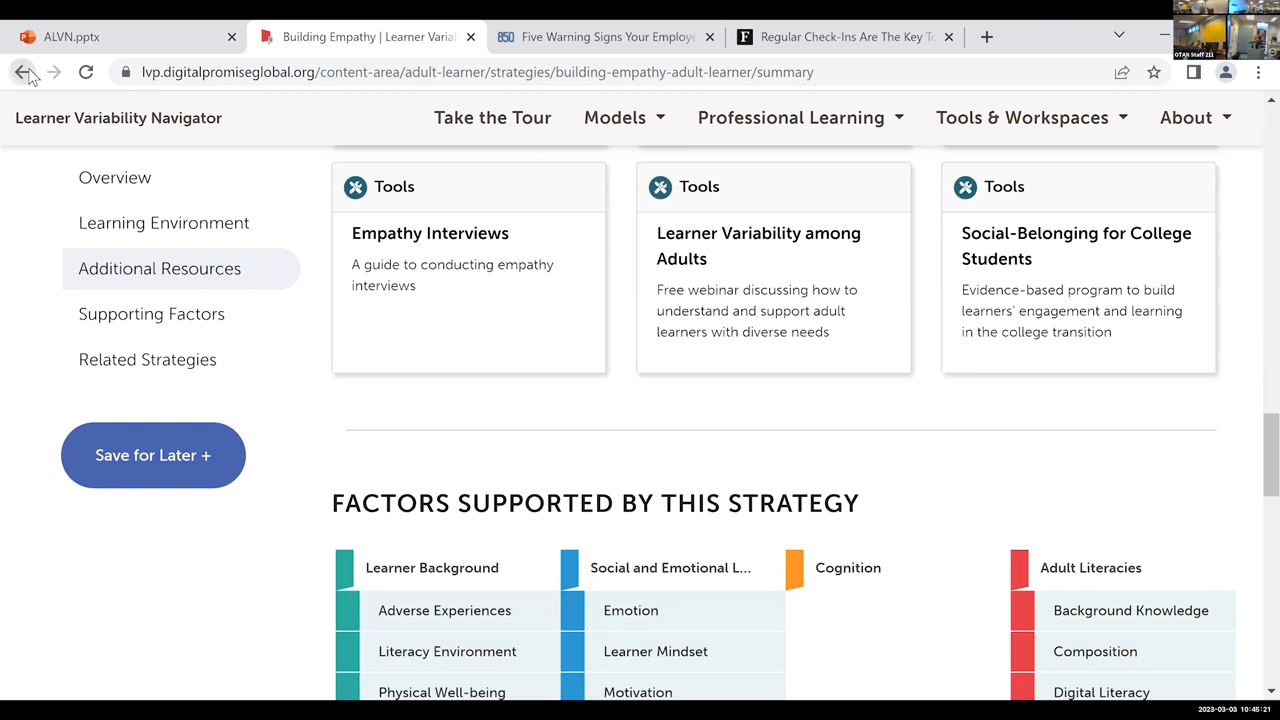 ALVN.pptx
Building Empathy | Learner Varia
850
Five Warning Signs Your Employe
F
Regular Check-Ins Are The Key To
OTAN Staff 211
lvp.digitalpromiseglobal.org/content-area/adult-learner/strategies/building-empathy-adult-learner/summary
Learner Variability Navigator
Take the Tour
Models
Professional Learning
Tools & Workspaces
About
Overview
Learning Environment
Additional Resources
Supporting Factors
Related Strategies
Save for Later +
Tools
Empathy Interviews
A guide to conducting empathy
interviews
Tools
Learner Variability among
Adults
Free webinar discussing how to
understand and support adult
learners with diverse needs
Tools
Social-Belonging for College
Students
Evidence-based program to build
learners' engagement and learning
in the college transition
FACTORS SUPPORTED BY THIS STRATEGY
Learner Background
Adverse Experiences
Literacy Environment
Physical Well-being
Social and Emotional L...
Emotion
Learner Mindset
Motivation
Cognition
Adult Literacies
Background Knowledge
Composition
Digital Literacy
2023-03-03 10:45:21